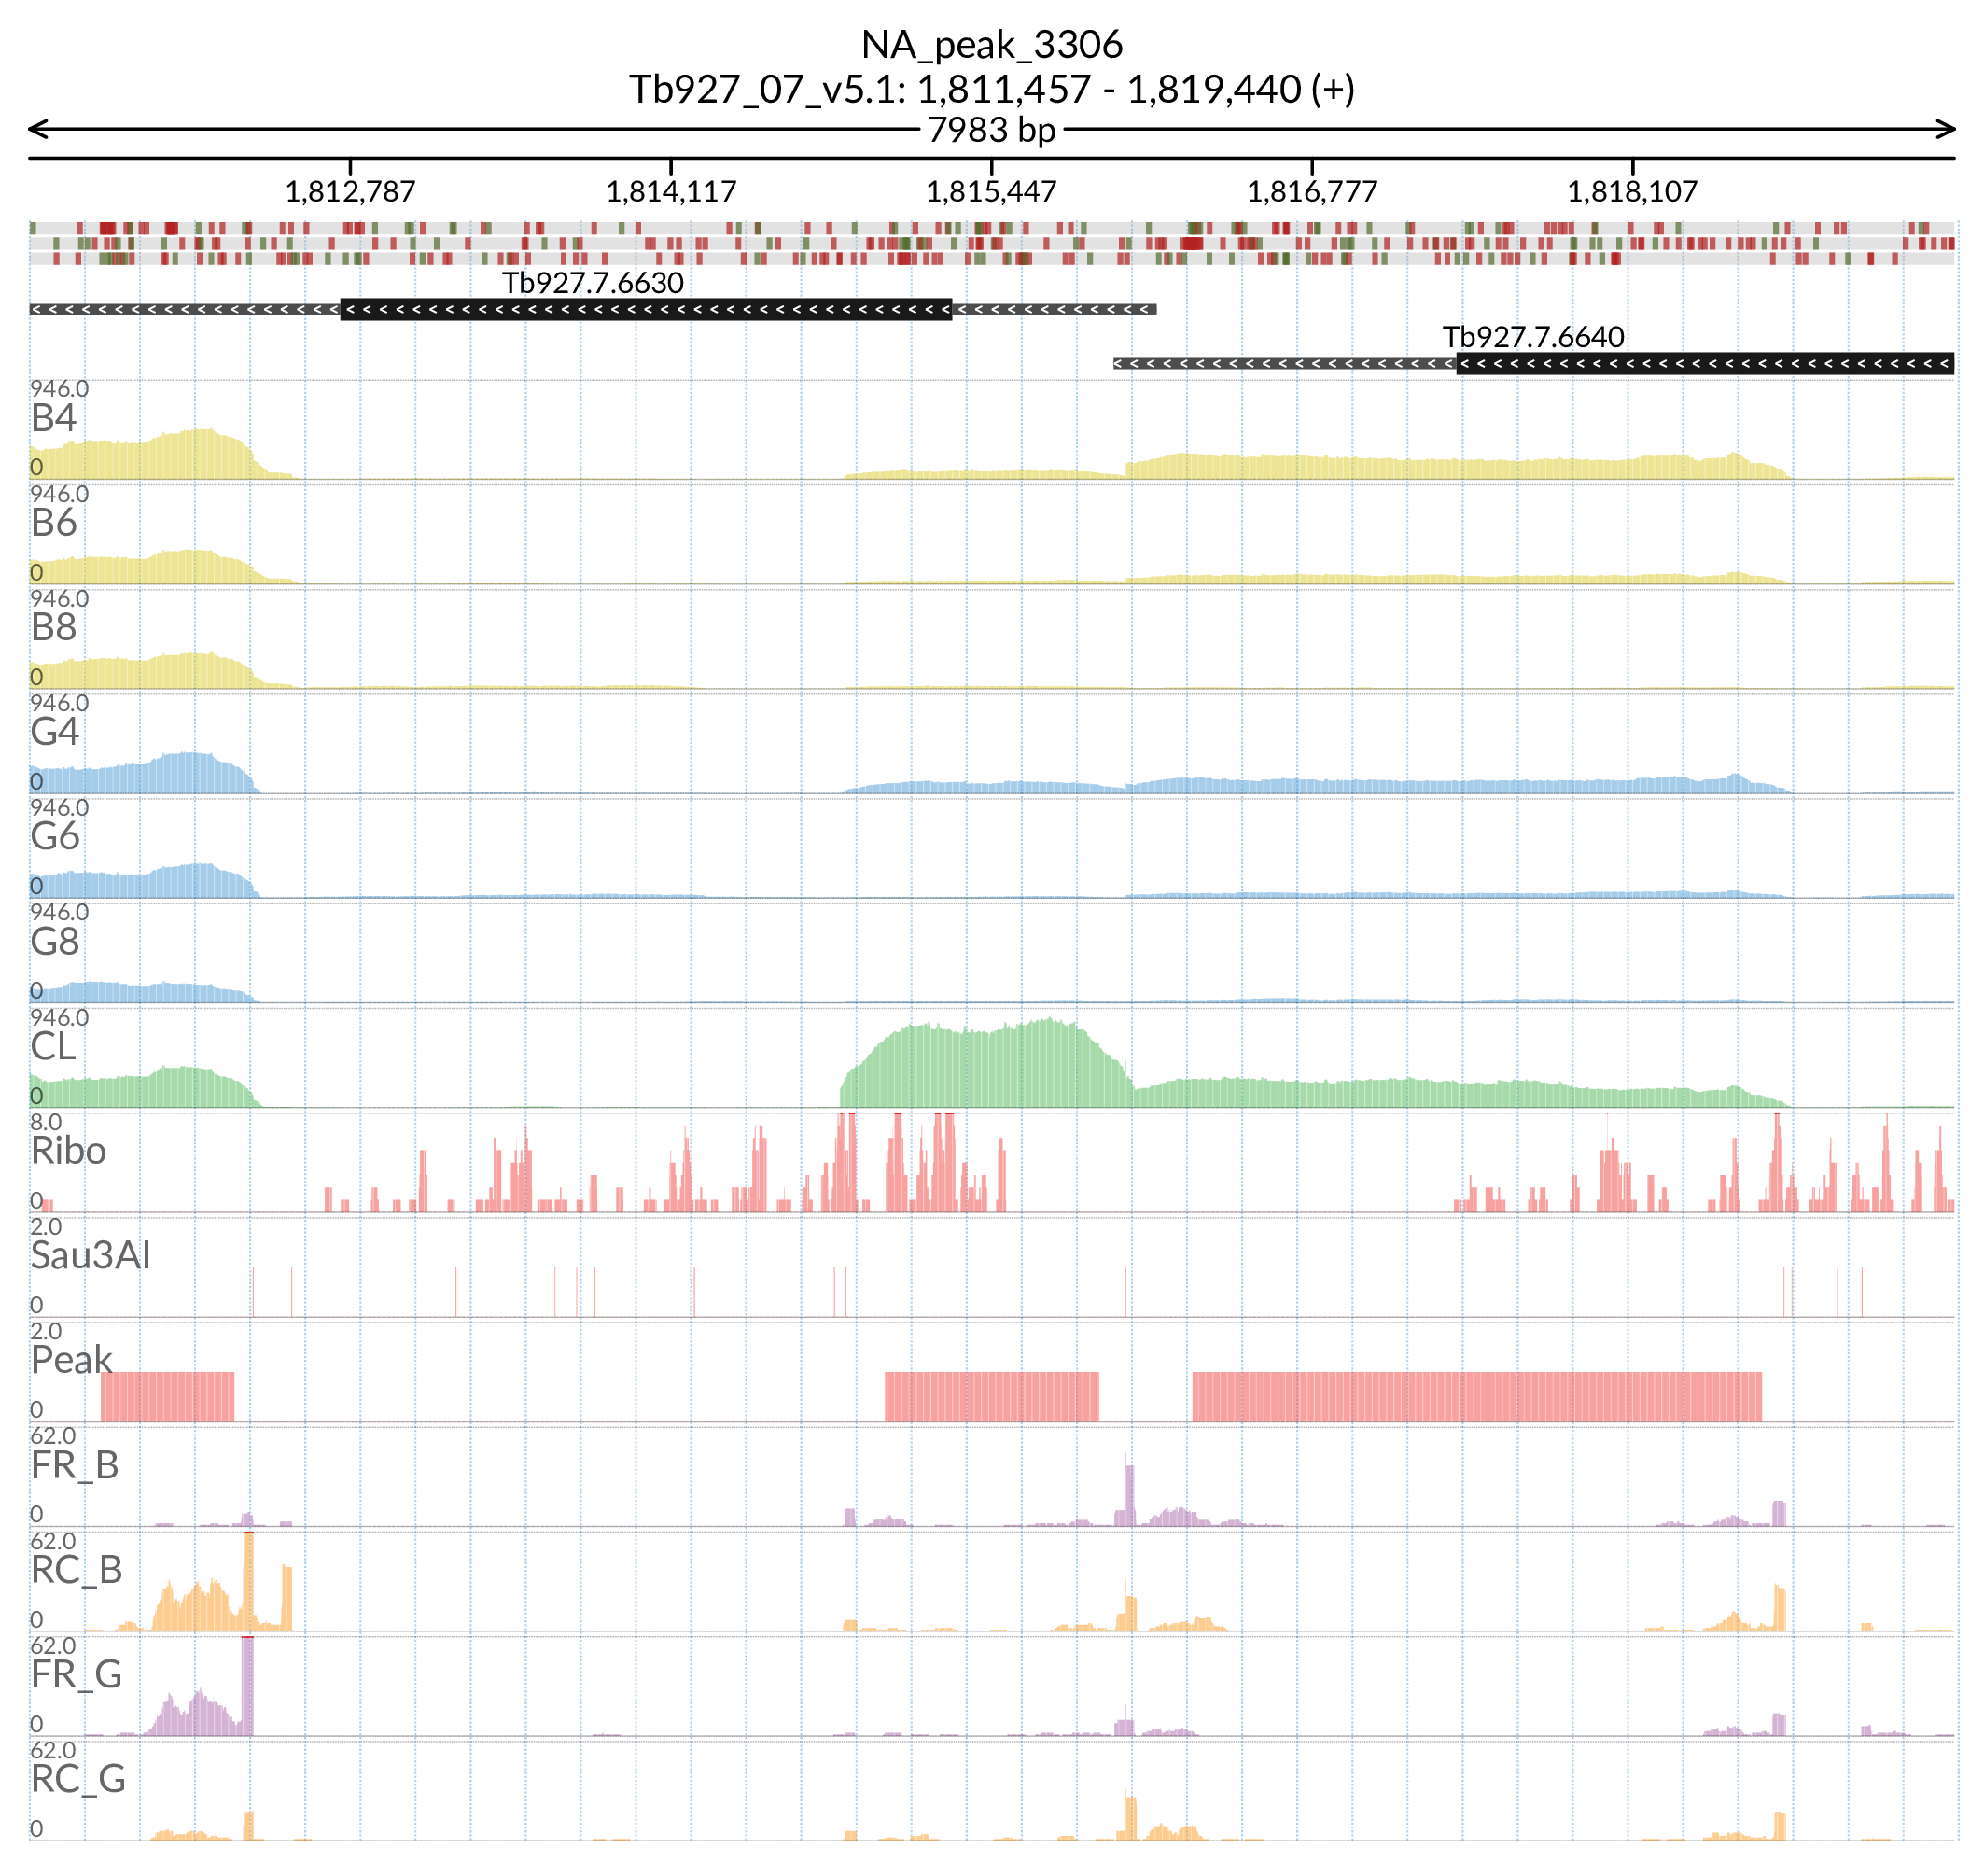 NA_peak_3306
Tb927_07_v5.1: 1,811,457 - 1,819,440 (+)
7983 bp
1,812,787 1,814,117 1,815,447 1,816,777 1,818,107
Tb927.7.6630
Tb927.7.6640
946.0
B4
0
946.0
B6
0
946.0
B8
0
946.0
G4
0
946.0
G6
0
946.0
G8
0
946.0
CL
0
8.0
Ribo
0
2.0
Sau3AI
0
2.0
Peak
0
62.0
FR_B
0
62.0
RC_B
0
62.0
FR_G
0
62.0
RC_G
0